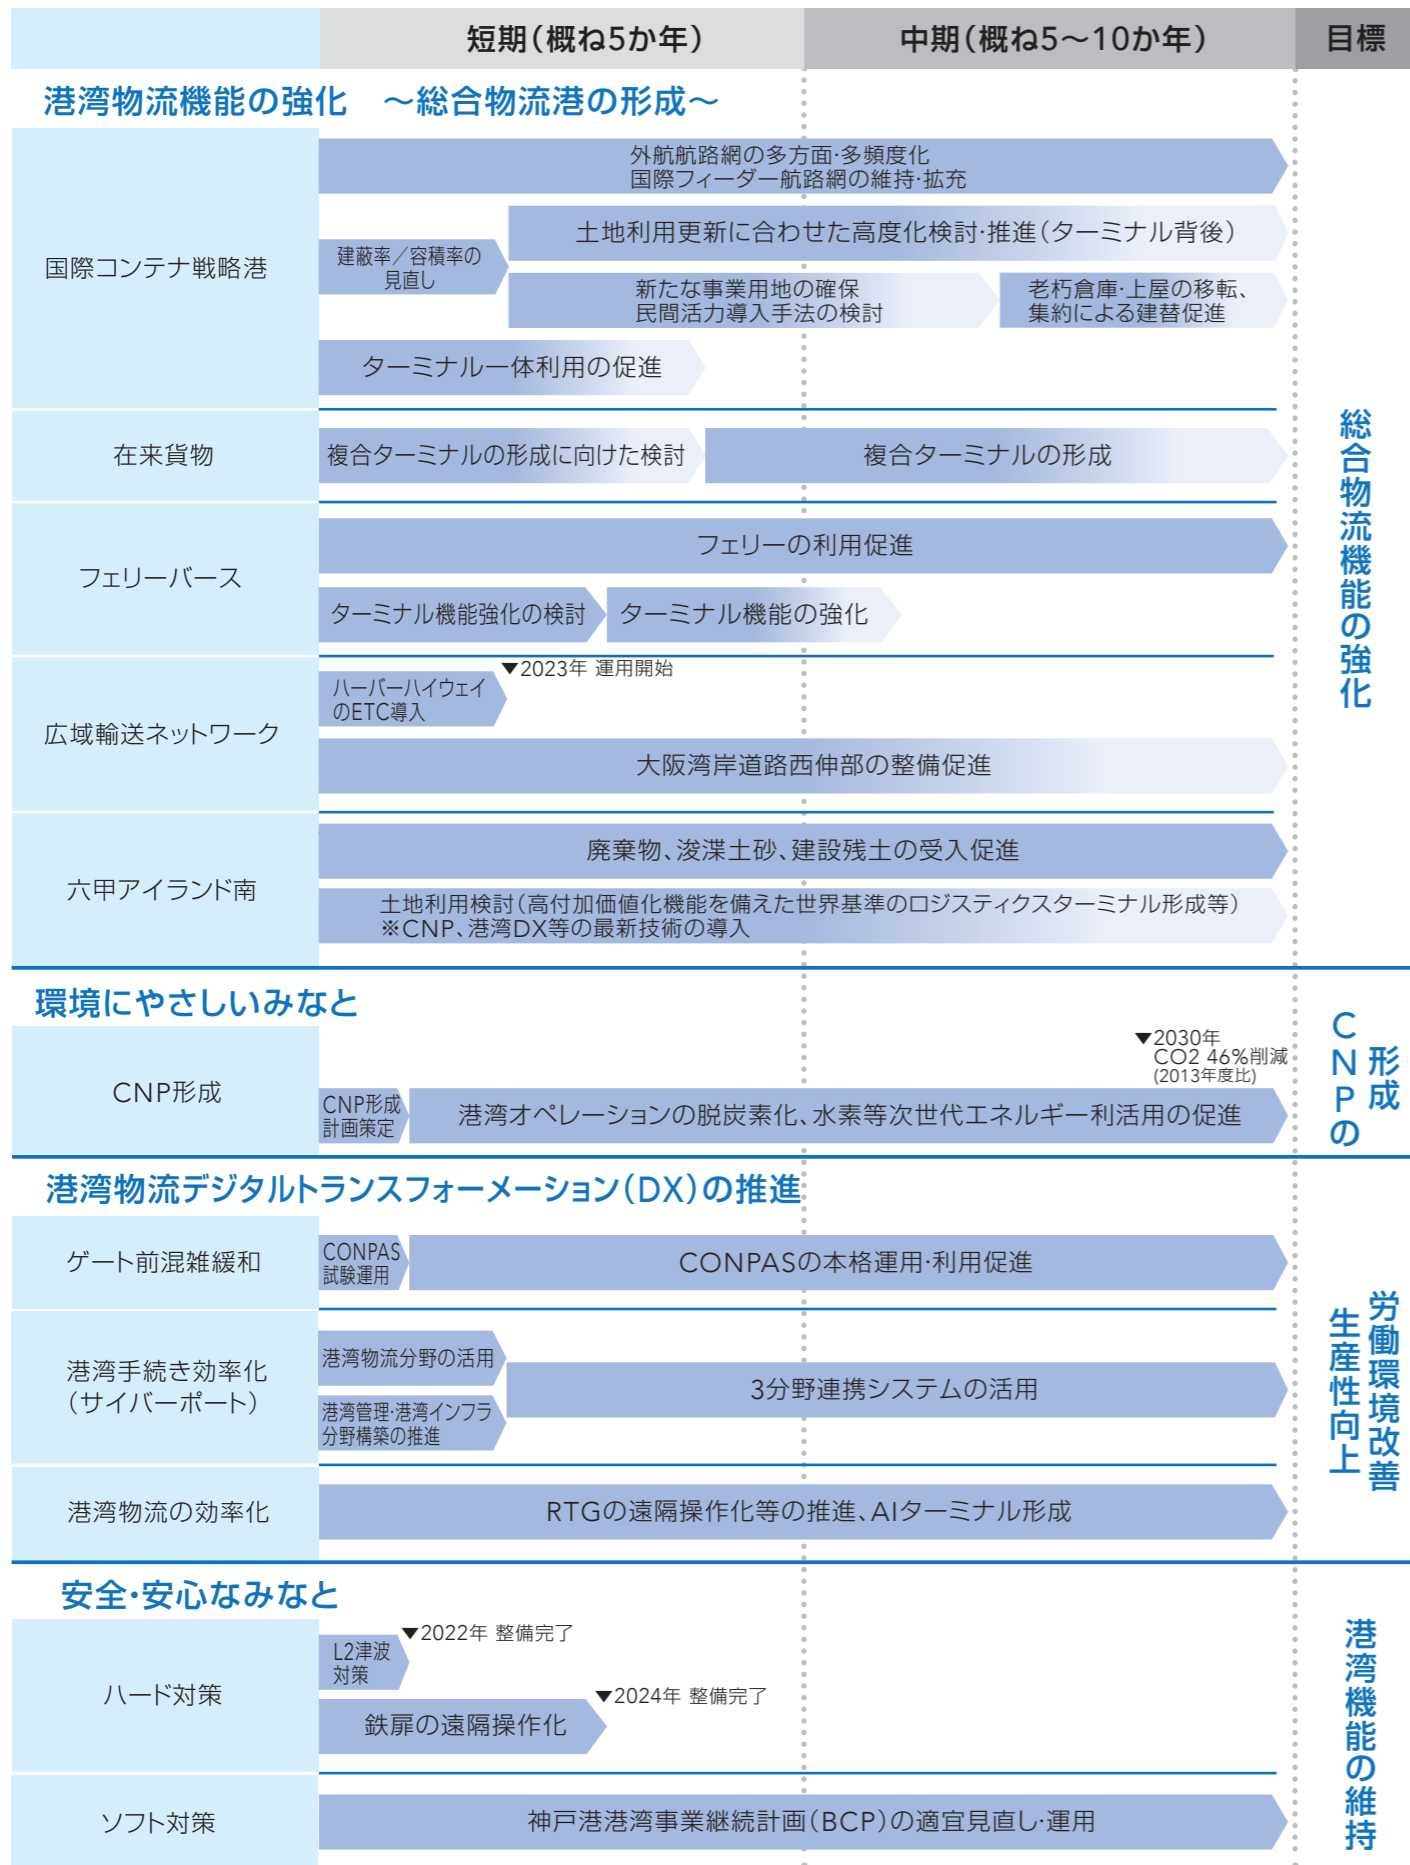 短期（概ね5か年）
中期（概ね5～10か年）
目標
港湾物流機能の強化　～総合物流港の形成～
国際コンテナ戦略港
外航航路網の多方面・多頻度化
国際フィーダー航路網の維持・拡充
建蔽率／容積率の
見直し
土地利用更新に合わせた高度化検討・推進（ターミナル背後）
新たな事業用地の確保
民間活力導入手法の検討
老朽倉庫・上屋の移転、
集約による建替促進
ターミナル一体利用の促進
在来貨物
複合ターミナルの形成に向けた検討
複合ターミナルの形成
フェリーバース
フェリーの利用促進
ターミナル機能強化の検討
ターミナル機能の強化
広域輸送ネットワーク
▼2023年 運用開始
ハーバーハイウェイ
のETC導入
大阪湾岸道路西伸部の整備促進
六甲アイランド南
廃棄物、浚渫土砂、建設残土の受入促進
土地利用検討（高付加価値化機能を備えた世界基準のロジスティクスターミナル形成等）
※CNP、港湾DX等の最新技術の導入
総合物流機能の強化
環境にやさしいみなと
CNP形成
▼2030年
CO2 46%削減
(2013年度比)
CNP形成
計画策定
港湾オペレーションの脱炭素化、水素等次世代エネルギー利活用の促進
CNPの
形成
港湾物流デジタルトランスフォーメーション（DX）の推進
ゲート前混雑緩和
CONPAS
試験運用
CONPASの本格運用・利用促進
港湾手続き効率化
（サイバーポート）
港湾物流分野の活用
港湾管理・港湾インフラ
分野構築の推進
3分野連携システムの活用
港湾物流の効率化
RTGの遠隔操作化等の推進、AIターミナル形成
労働環境改善
生産性向上
安全・安心なみなと
ハード対策
L2津波
対策
▼2022年 整備完了
鉄扉の遠隔操作化
▼2024年 整備完了
ソフト対策
神戸港港湾事業継続計画（BCP）の適宜見直し・運用
港湾機能の維持